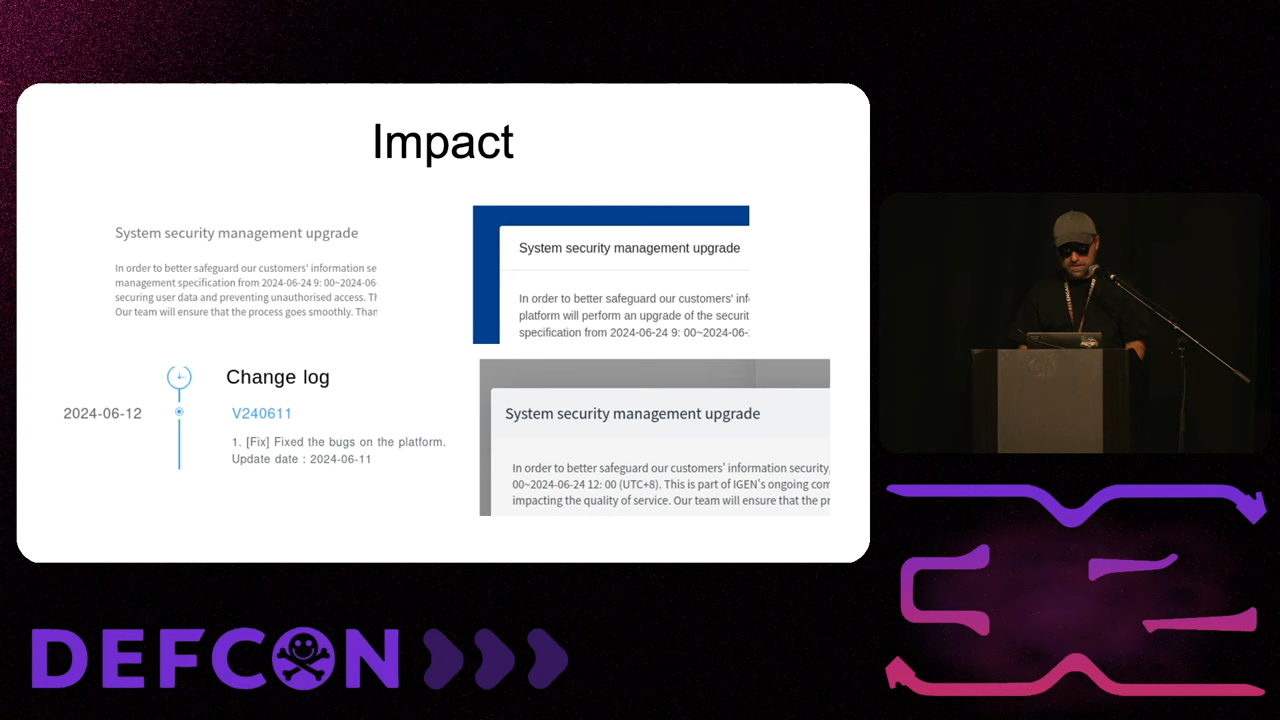 Impact
System security management upgrade
In order to better safeguard our customers' information se
management specification from 2024-06-24 9: 00~2024-06-
securing user data and preventing unauthorised access. Th
Our team will ensure that the process goes smoothly. Than
System security management upgrade
In order to better safeguard our customers' inf
platform will perform an upgrade of the securit
specification from 2024-06-24 9: 00~2024-06-
Change log
2024-06-12
V240611
1. [Fix] Fixed the bugs on the platform.
Update date : 2024-06-11
System security management upgrade
In order to better safeguard our customers' information security,
00~2024-06-24 12: 00 (UTC+8). This is part of IGEN's ongoing com
impacting the quality of service. Our team will ensure that the pr
DEFCON